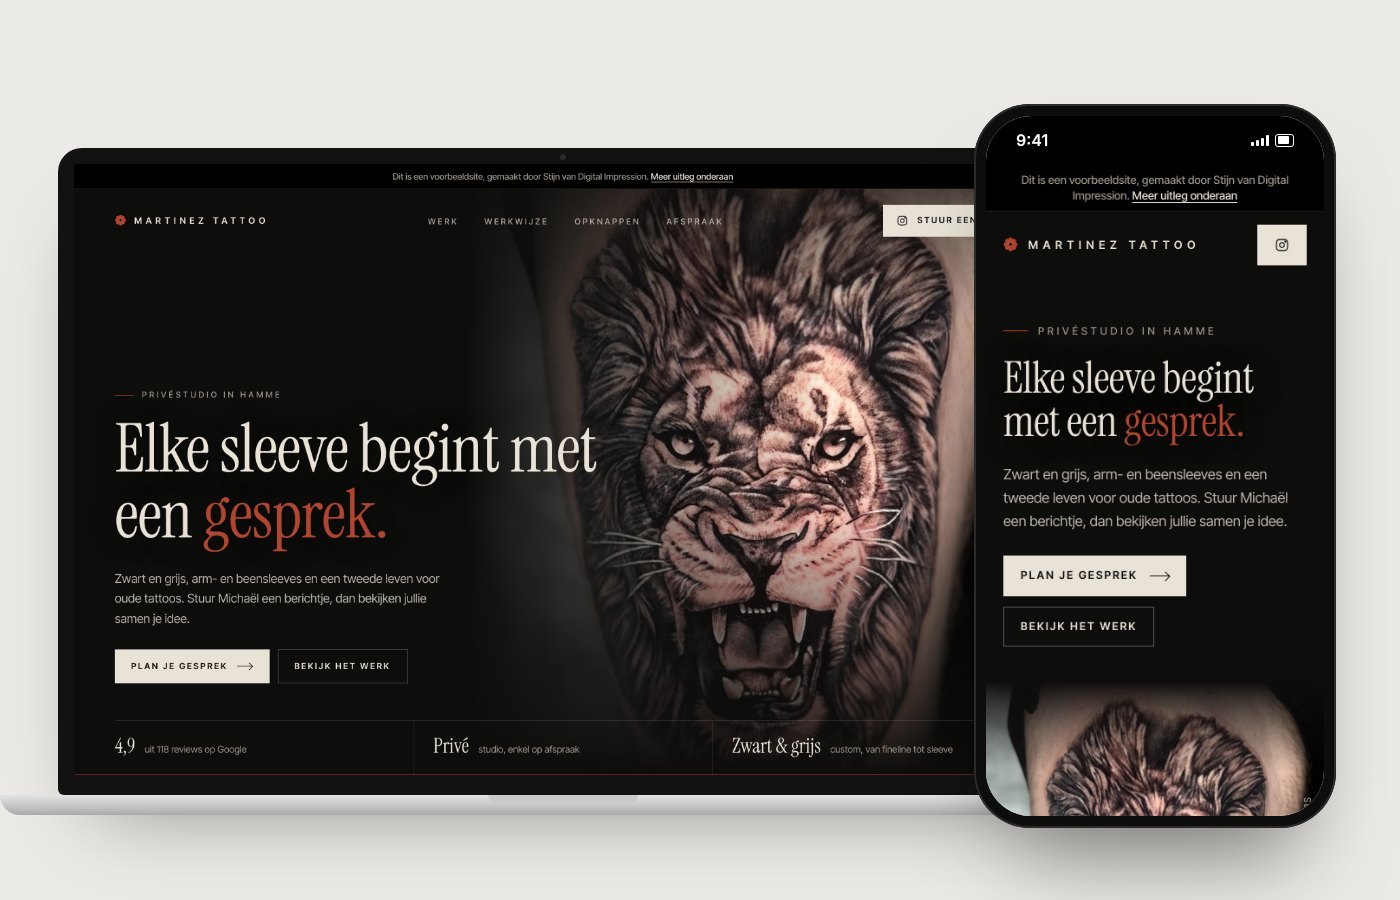 Dit is een voorbeeldsite, gemaakt door Stijn van Digital Impression. Meer uitleg onderaan
MARTINEZ TATTOO
WERK WERKWIJZE OPKNAPPEN AFSPRAAK
STUUR EEN
PRIVÉSTUDIO IN HAMME
Elke sleeve begint met
een gesprek.
Zwart en grijs, arm- en beensleeves en een tweede leven voor
oude tattoos. Stuur Michaël een berichtje, dan bekijken jullie
samen je idee.
PLAN JE GESPREK
BEKIJK HET WERK
4,9 uit 118 reviews op Google
Privé studio, enkel op afspraak
Zwart & grijs custom, van fineline tot sleeve
9:41
Dit is een voorbeeldsite, gemaakt door Stijn van Digital
Impression. Meer uitleg onderaan
MARTINEZ TATTOO
PRIVÉSTUDIO IN HAMME
Elke sleeve begint
met een gesprek.
Zwart en grijs, arm- en beensleeves en een
tweede leven voor oude tattoos. Stuur Michaël
een berichtje, dan bekijken jullie samen je idee.
PLAN JE GESPREK
BEKIJK HET WERK